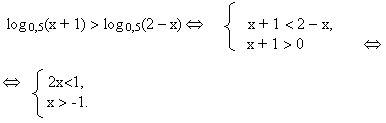 log₀,₅(x + 1) > log₀,₅(2 – x) ⇔ { x + 1 < 2 – x,
x + 1 > 0 ⇔
⇔ { 2x<1,
x > -1.